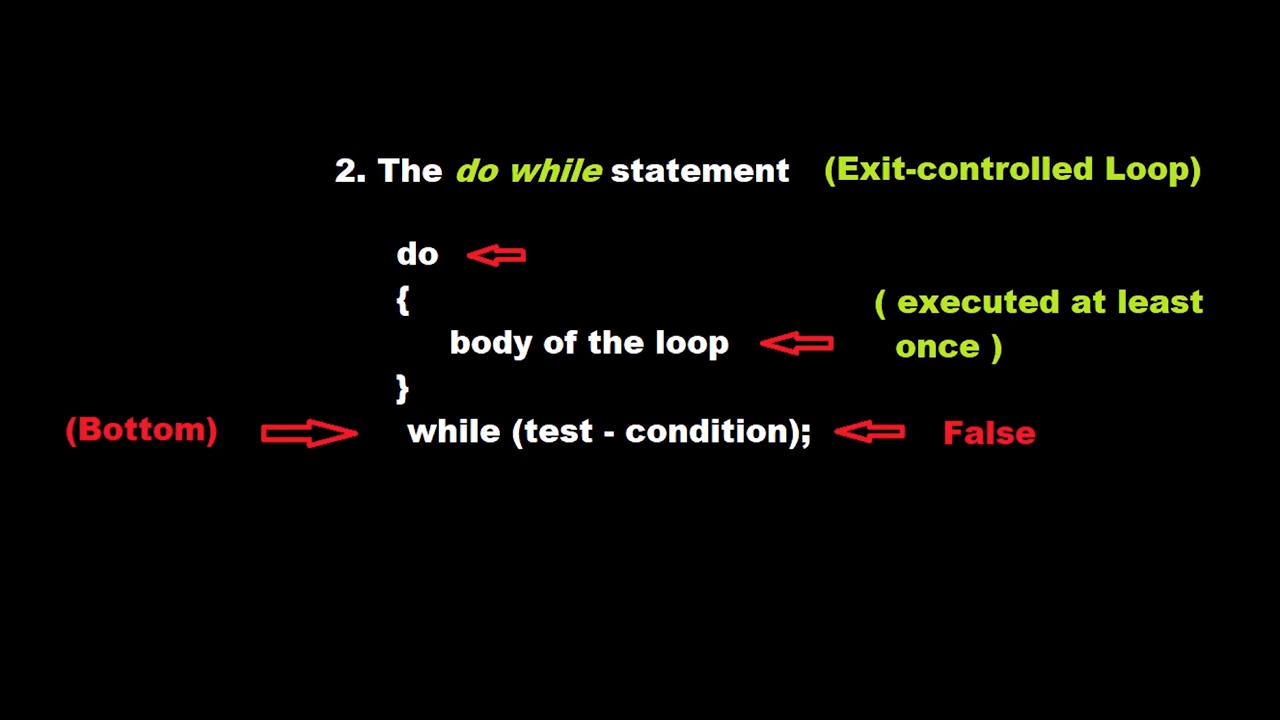 2. The do while statement (Exit-controlled Loop)
do
{
( executed at least
body of the loop
once )
}
(Bottom) while (test - condition); False